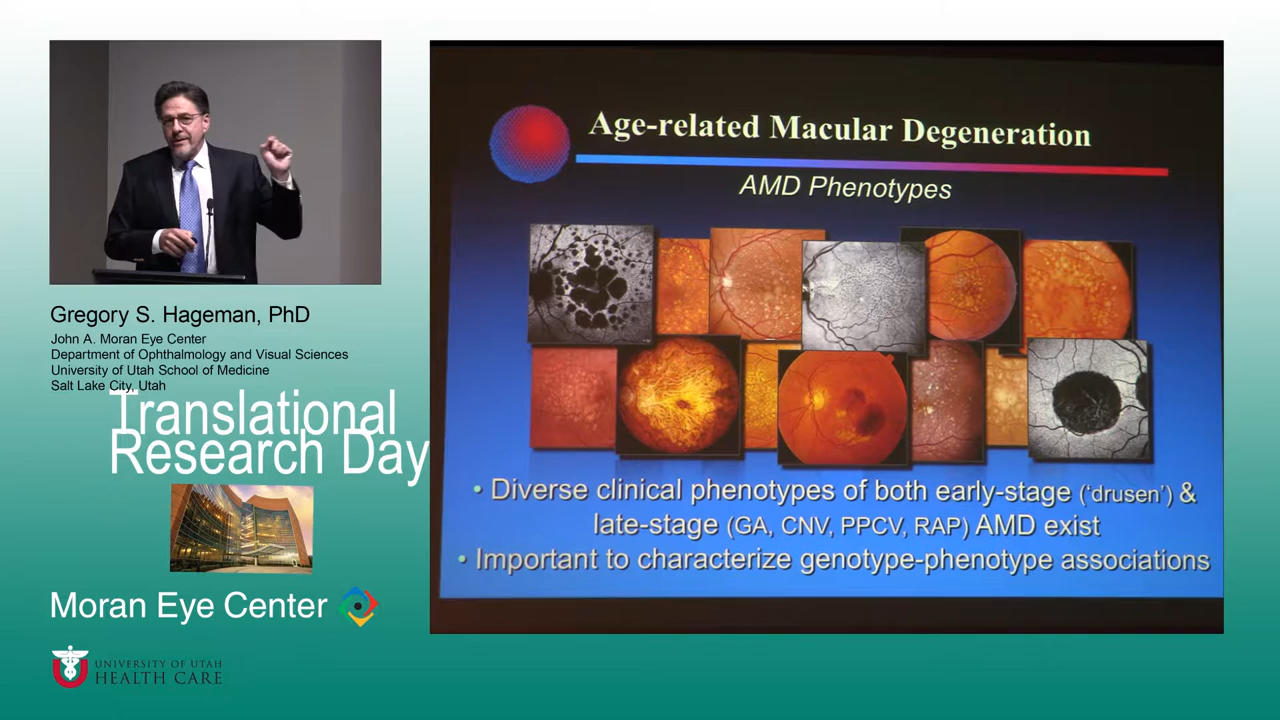 Gregory S. Hageman, PhD
John A. Moran Eye Center
Department of Ophthalmology and Visual Sciences
University of Utah School of Medicine
Salt Lake City, Utah
Translational
Research Day
Moran Eye Center
UNIVERSITY OF UTAH
HEALTH CARE
Age-related Macular Degeneration
AMD Phenotypes
• Diverse clinical phenotypes of both early-stage (‘drusen’) &
late-stage (GA, CNV, PPCV, RAP) AMD exist
• Important to characterize genotype-phenotype associations